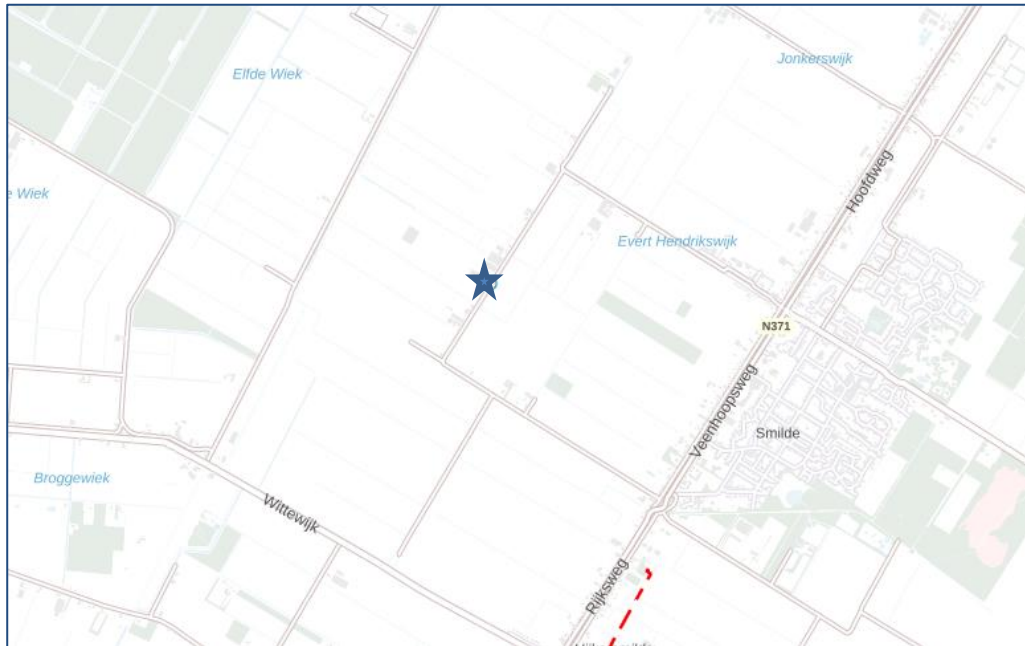 Jonkerswijk
Elfde Wiek
Hoofdweg
e Wiek
Evert Hendrikswijk
N371
Veenhoopsweg
Smilde
Broggewiek
Wittewijk
Rijksweg